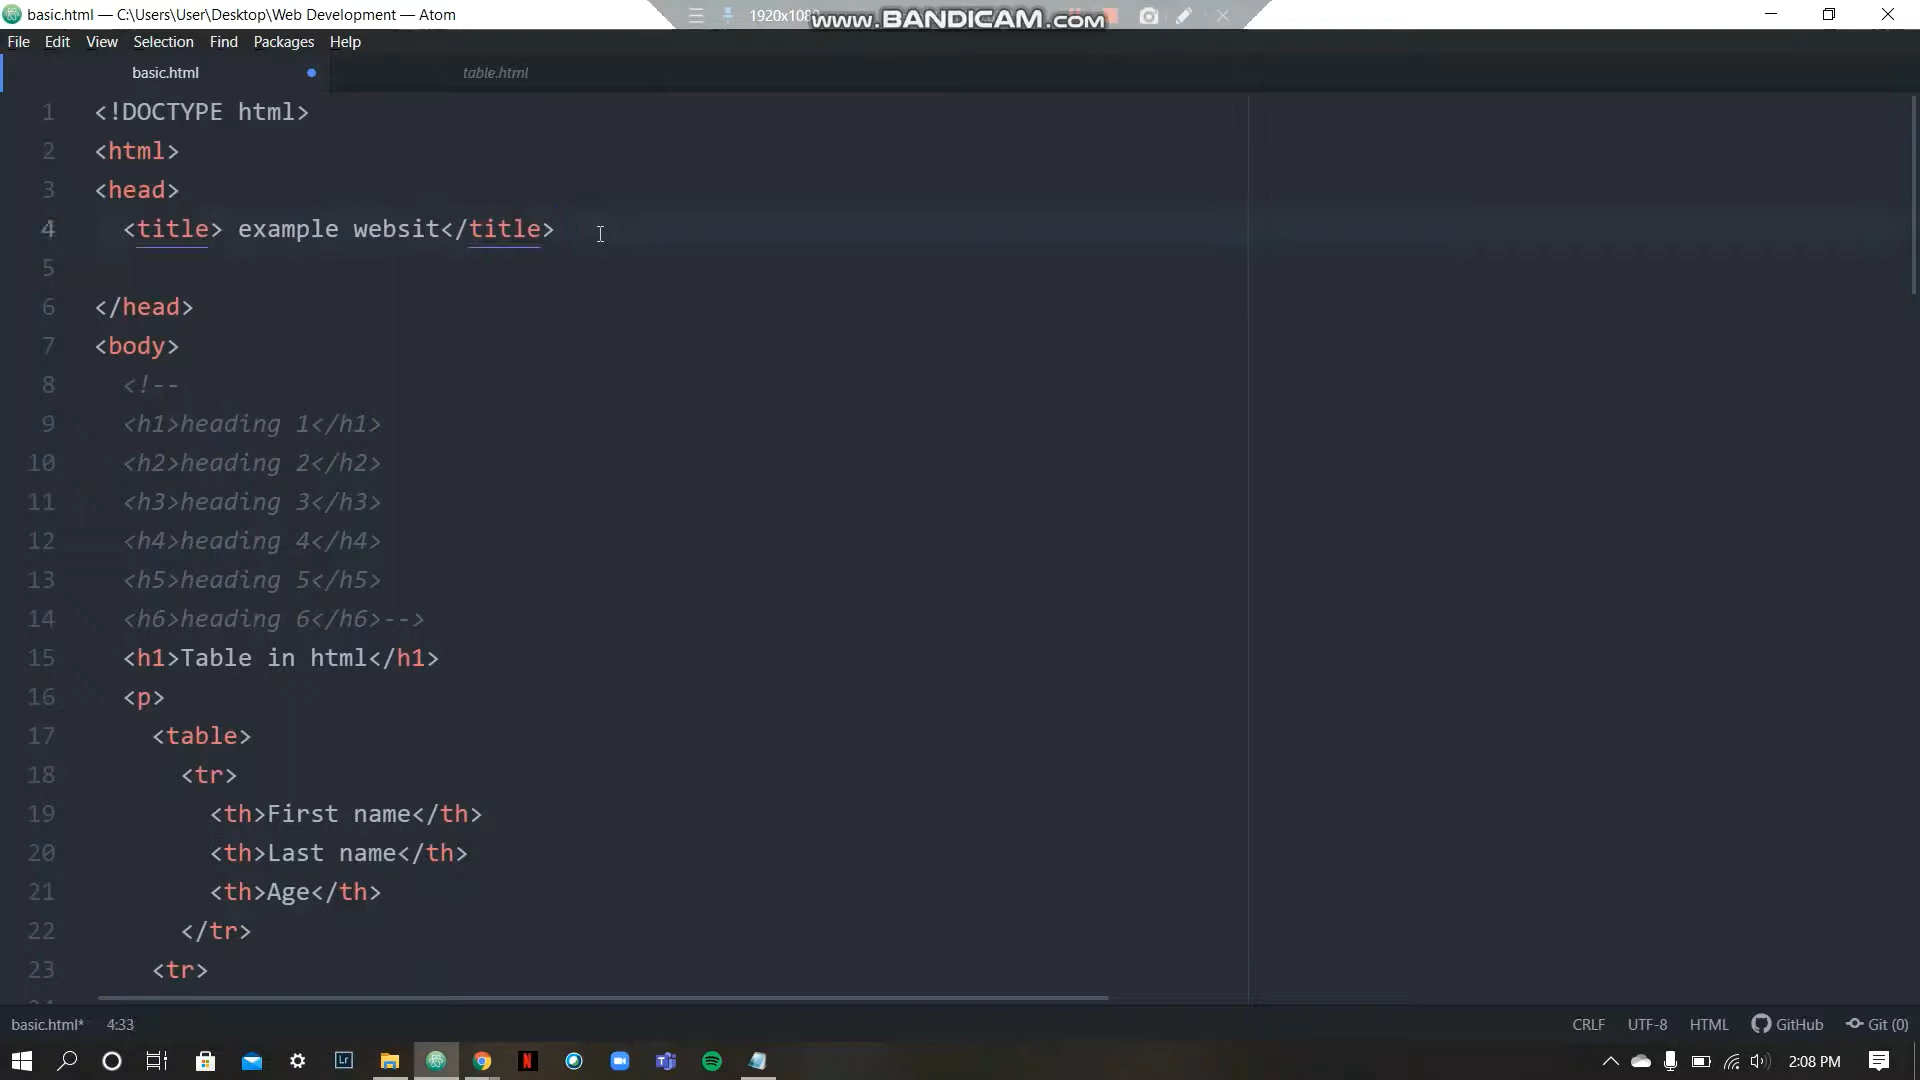 basic.html — C:\Users\User\Desktop\Web Development — Atom
1920x108
www.BANDICAM.com
File Edit View Selection Find Packages Help
basic.html
table.html
1 <!DOCTYPE html>
2 <html>
3 <head>
4 <title> example websit</title>
5
6 </head>
7 <body>
8 <!--
9 <h1>heading 1</h1>
10 <h2>heading 2</h2>
11 <h3>heading 3</h3>
12 <h4>heading 4</h4>
13 <h5>heading 5</h5>
14 <h6>heading 6</h6>-->
15 <h1>Table in html</h1>
16 <p>
17 <table>
18 <tr>
19 <th>First name</th>
20 <th>Last name</th>
21 <th>Age</th>
22 </tr>
23 <tr>
basic.html* 4:33 CRLF UTF-8 HTML GitHub Git (0)
Lr N 2:08 PM